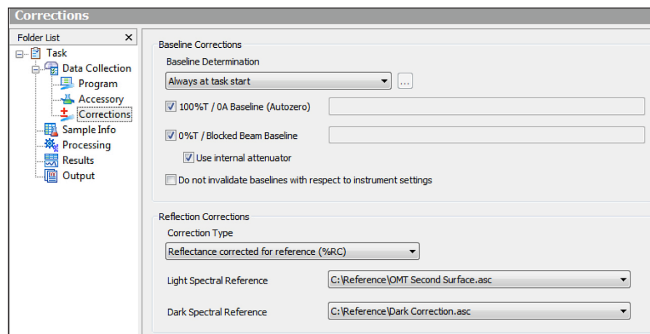 Corrections
Folder List X
Task
Data Collection
Program
Accessory
Corrections
Sample Info
Processing
Results
Output
Baseline Corrections
Baseline Determination
Always at task start ...
100%T / 0A Baseline (Autozero)
0%T / Blocked Beam Baseline
Use internal attenuator
Do not invalidate baselines with respect to instrument settings
Reflection Corrections
Correction Type
Reflectance corrected for reference (%RC)
Light Spectral Reference C:\Reference\OMT Second Surface.asc
Dark Spectral Reference C:\Reference\Dark Correction.asc